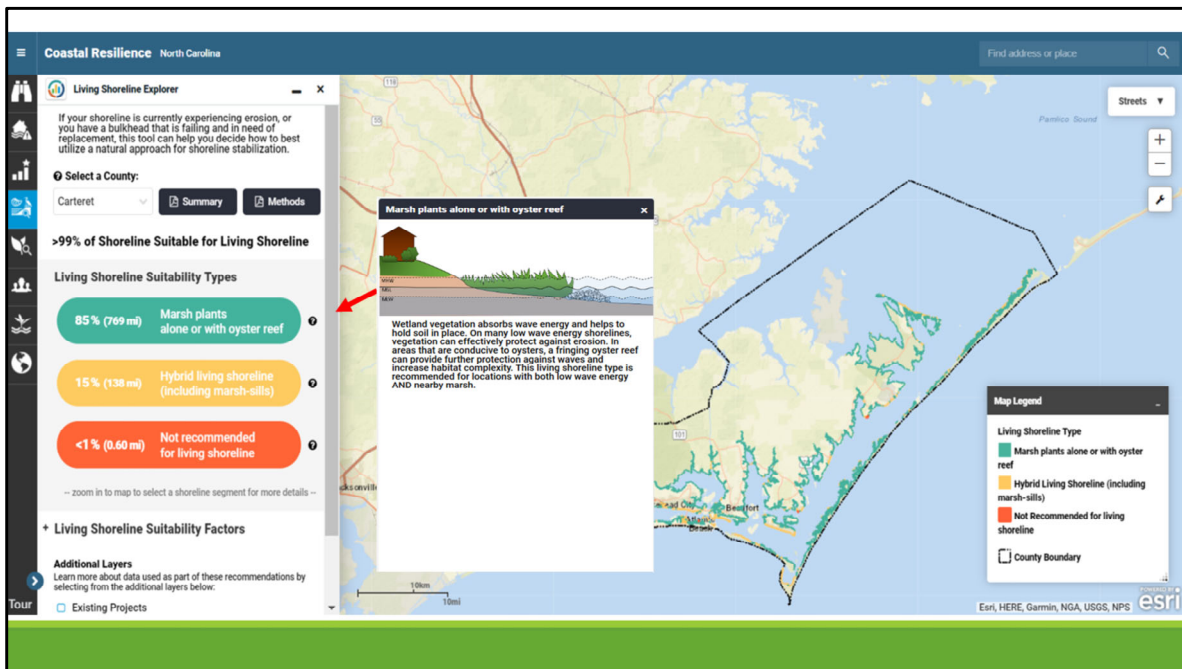 Coastal Resilience North Carolina
Find address or place
Living Shoreline Explorer
If your shoreline is currently experiencing erosion, or
you have a bulkhead that is failing and in need of
replacement, this tool can help you decide how to best
utilize a natural approach for shoreline stabilization.
Select a County:
Carteret
Summary
Methods
>99% of Shoreline Suitable for Living Shoreline
Living Shoreline Suitability Types
85% (769 mi) Marsh plants
alone or with oyster reef
15% (138 mi) Hybrid living shoreline
(including marsh-sills)
<1% (0.60 mi) Not recommended
for living shoreline
-- zoom in to map to select a shoreline segment for more details --
+ Living Shoreline Suitability Factors
Additional Layers
Learn more about data used as part of these recommendations by
selecting from the additional layers below:
Existing Projects
Tour
Marsh plants alone or with oyster reef x
MHW
MLW
Wetland vegetation absorbs wave energy and helps to
hold soil in place. On many low wave energy shorelines,
vegetation can effectively protect against erosion. In
areas that are conducive to oysters, a fringing oyster reef
can provide further protection against waves and
increase habitat complexity. This living shoreline type is
recommended for locations with both low wave energy
AND nearby marsh.
Streets
Pamlico Sound
101
Beaufort
Beach
10km
10mi
Map Legend
Living Shoreline Type
Marsh plants alone or with oyster
reef
Hybrid Living Shoreline (including
marsh-sills)
Not Recommended for living
shoreline
County Boundary
Esri, HERE, Garmin, NGA, USGS, NPS
POWERED BY
esri